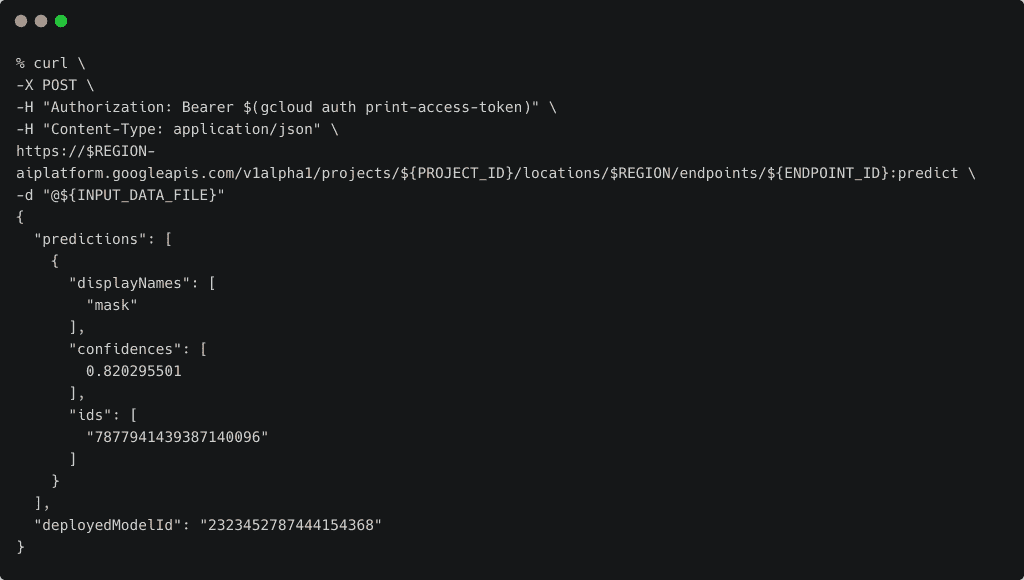 % curl \
-X POST \
-H "Authorization: Bearer $(gcloud auth print-access-token)" \
-H "Content-Type: application/json" \
https://$REGION-
aiplatform.googleapis.com/v1alpha1/projects/${PROJECT_ID}/locations/$REGION/endpoints/${ENDPOINT_ID}:predict \
-d "@${INPUT_DATA_FILE}"
{
  "predictions": [
    {
      "displayNames": [
        "mask"
      ],
      "confidences": [
        0.820295501
      ],
      "ids": [
        "7877941439387140096"
      ]
    }
  ],
  "deployedModelId": "2323452787444154368"
}